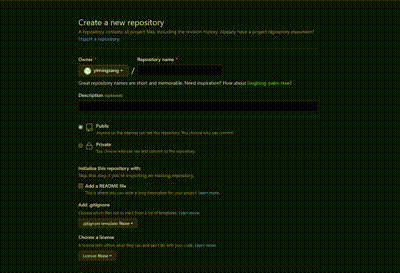 Create a new repository
A repository contains all project files, including the revision history. Already have a project repository elsewhere?
Import a repository.
Owner * Repository name *
/
Great repository names are short and memorable. Need inspiration? How about
Description (optional)
Public
Anyone on the internet can see this repository. You choose who can commit.
Private
You choose who can see and commit to this repository.
Initialize this repository with:
Skip this step if you're importing an existing repository.
Add a README file
This is where you can write a long description for your project. Learn more.
Add .gitignore
Choose which files not to track from a list of templates. Learn more.
.gitignore template: None
Choose a license
A license tells others what they can and can't do with your code. Learn more.
License: None